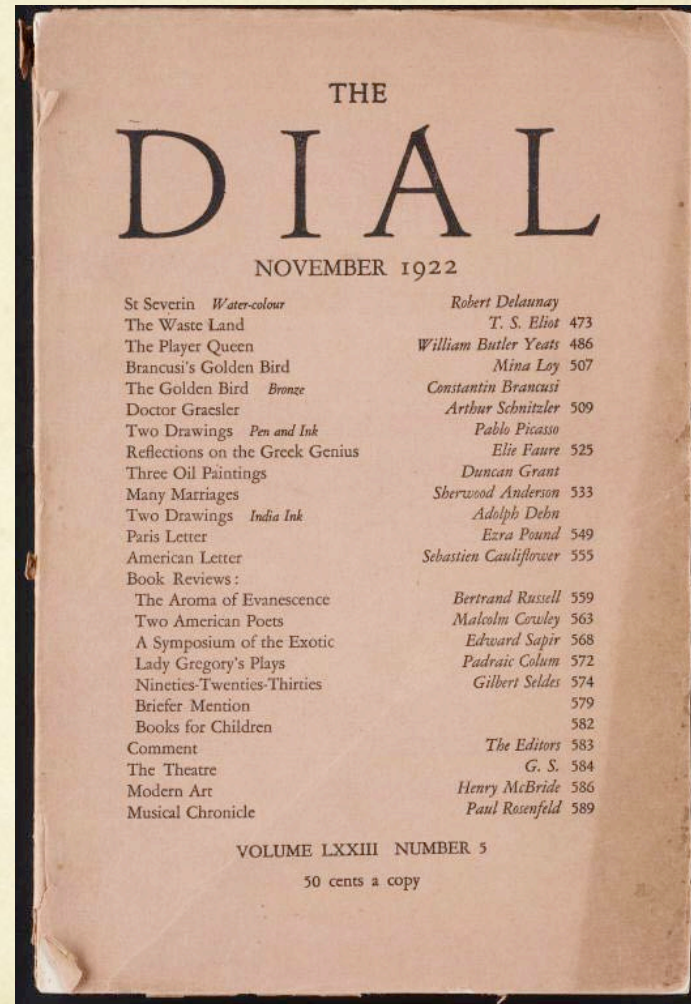 THE
DIAL
NOVEMBER 1922
St Severin Water-colour Robert Delaunay
The Waste Land T. S. Eliot 473
The Player Queen William Butler Yeats 486
Brancusi's Golden Bird Mina Loy 507
The Golden Bird Bronze Constantin Brancusi
Doctor Graesler Arthur Schnitzler 509
Two Drawings Pen and Ink Pablo Picasso
Reflections on the Greek Genius Elie Faure 525
Three Oil Paintings Duncan Grant
Many Marriages Sherwood Anderson 533
Two Drawings India Ink Adolph Dehn
Paris Letter Ezra Pound 549
American Letter Sebastien Cauliflower 555
Book Reviews:
The Aroma of Evanescence Bertrand Russell 559
Two American Poets Malcolm Cowley 563
A Symposium of the Exotic Edward Sapir 568
Lady Gregory's Plays Padraic Colum 572
Nineties-Twenties-Thirties Gilbert Seldes 574
Briefer Mention 579
Books for Children 582
Comment The Editors 583
The Theatre G. S. 584
Modern Art Henry McBride 586
Musical Chronicle Paul Rosenfeld 589
VOLUME LXXIII NUMBER 5
50 cents a copy